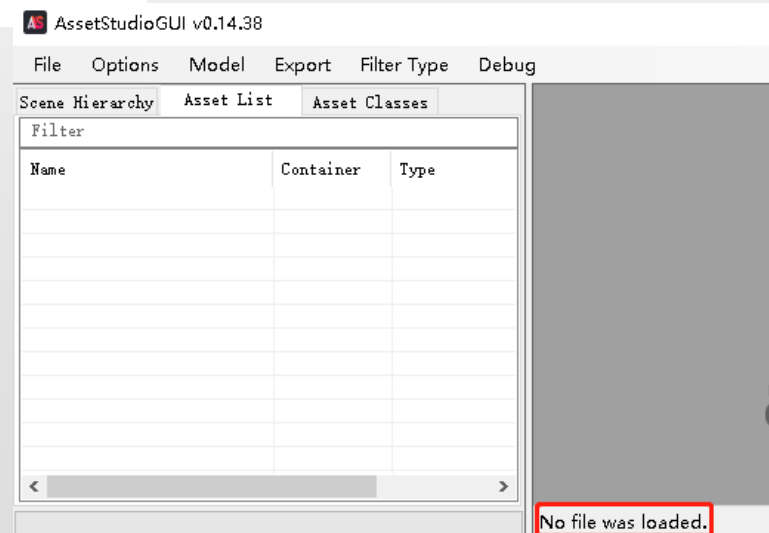 AS AssetStudioGUI v0.14.38
File Options Model Export Filter Type Debug
Scene Hierarchy Asset List Asset Classes
Filter
Name Container Type
No file was loaded.